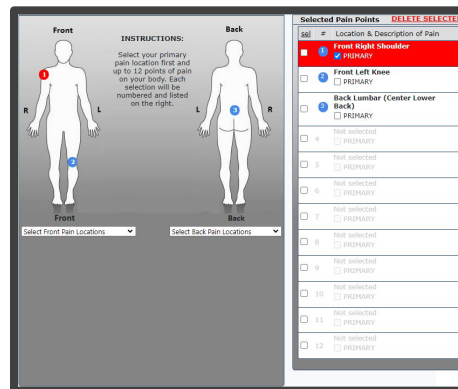 Front
Back
INSTRUCTIONS:
Select your primary
pain location first and
up to 12 points of pain
on your body. Each
selection will be
numbered and listed
on the right.
1
2
3
R
L
L
R
Front
Back
Select Front Pain Locations
Select Back Pain Locations
Selected Pain Points DELETE SELECTE
sel # Location & Description of Pain
1 Front Right Shoulder
PRIMARY
2 Front Left Knee
PRIMARY
3 Back Lumbar (Center Lower
Back)
PRIMARY
4 Not selected
PRIMARY
5 Not selected
PRIMARY
6 Not selected
PRIMARY
7 Not selected
PRIMARY
8 Not selected
PRIMARY
9 Not selected
PRIMARY
10 Not selected
PRIMARY
11 Not selected
PRIMARY
12 Not selected
PRIMARY